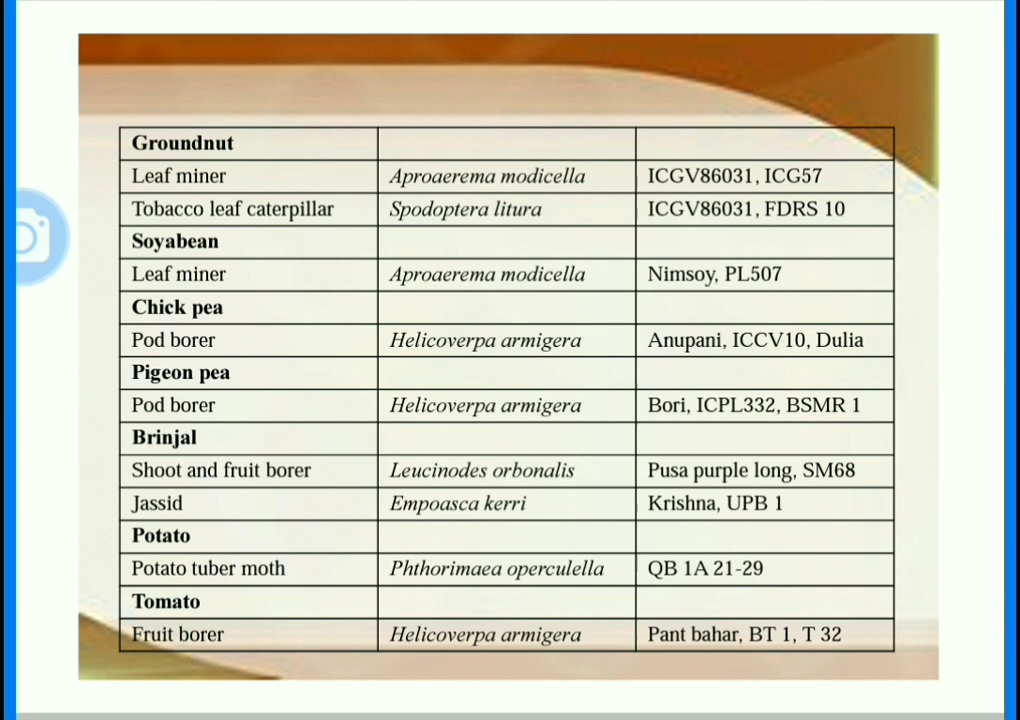 Groundnut
Leaf miner Aproaerema modicella ICGV86031, ICG57
Tobacco leaf caterpillar Spodoptera litura ICGV86031, FDRS 10
Soyabean
Leaf miner Aproaerema modicella Nimsoy, PL507
Chick pea
Pod borer Helicoverpa armigera Anupani, ICCV10, Dulia
Pigeon pea
Pod borer Helicoverpa armigera Bori, ICPL332, BSMR 1
Brinjal
Shoot and fruit borer Leucinodes orbonalis Pusa purple long, SM68
Jassid Empoasca kerri Krishna, UPB 1
Potato
Potato tuber moth Phthorimaea operculella QB 1A 21-29
Tomato
Fruit borer Helicoverpa armigera Pant bahar, BT 1, T 32